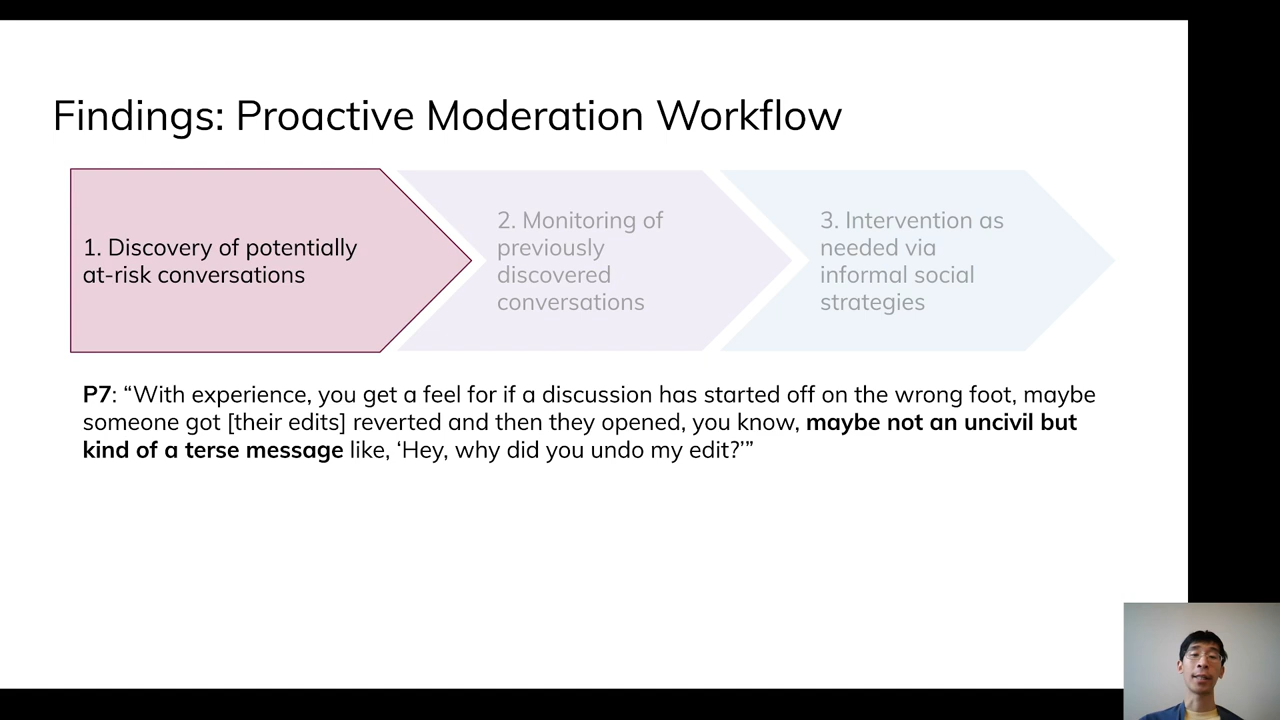 Findings: Proactive Moderation Workflow
1. Discovery of potentially
at-risk conversations
2. Monitoring of
previously
discovered
conversations
3. Intervention as
needed via
informal social
strategies
P7: “With experience, you get a feel for if a discussion has started off on the wrong foot, maybe
someone got [their edits] reverted and then they opened, you know, maybe not an uncivil but
kind of a terse message like, ‘Hey, why did you undo my edit?’”